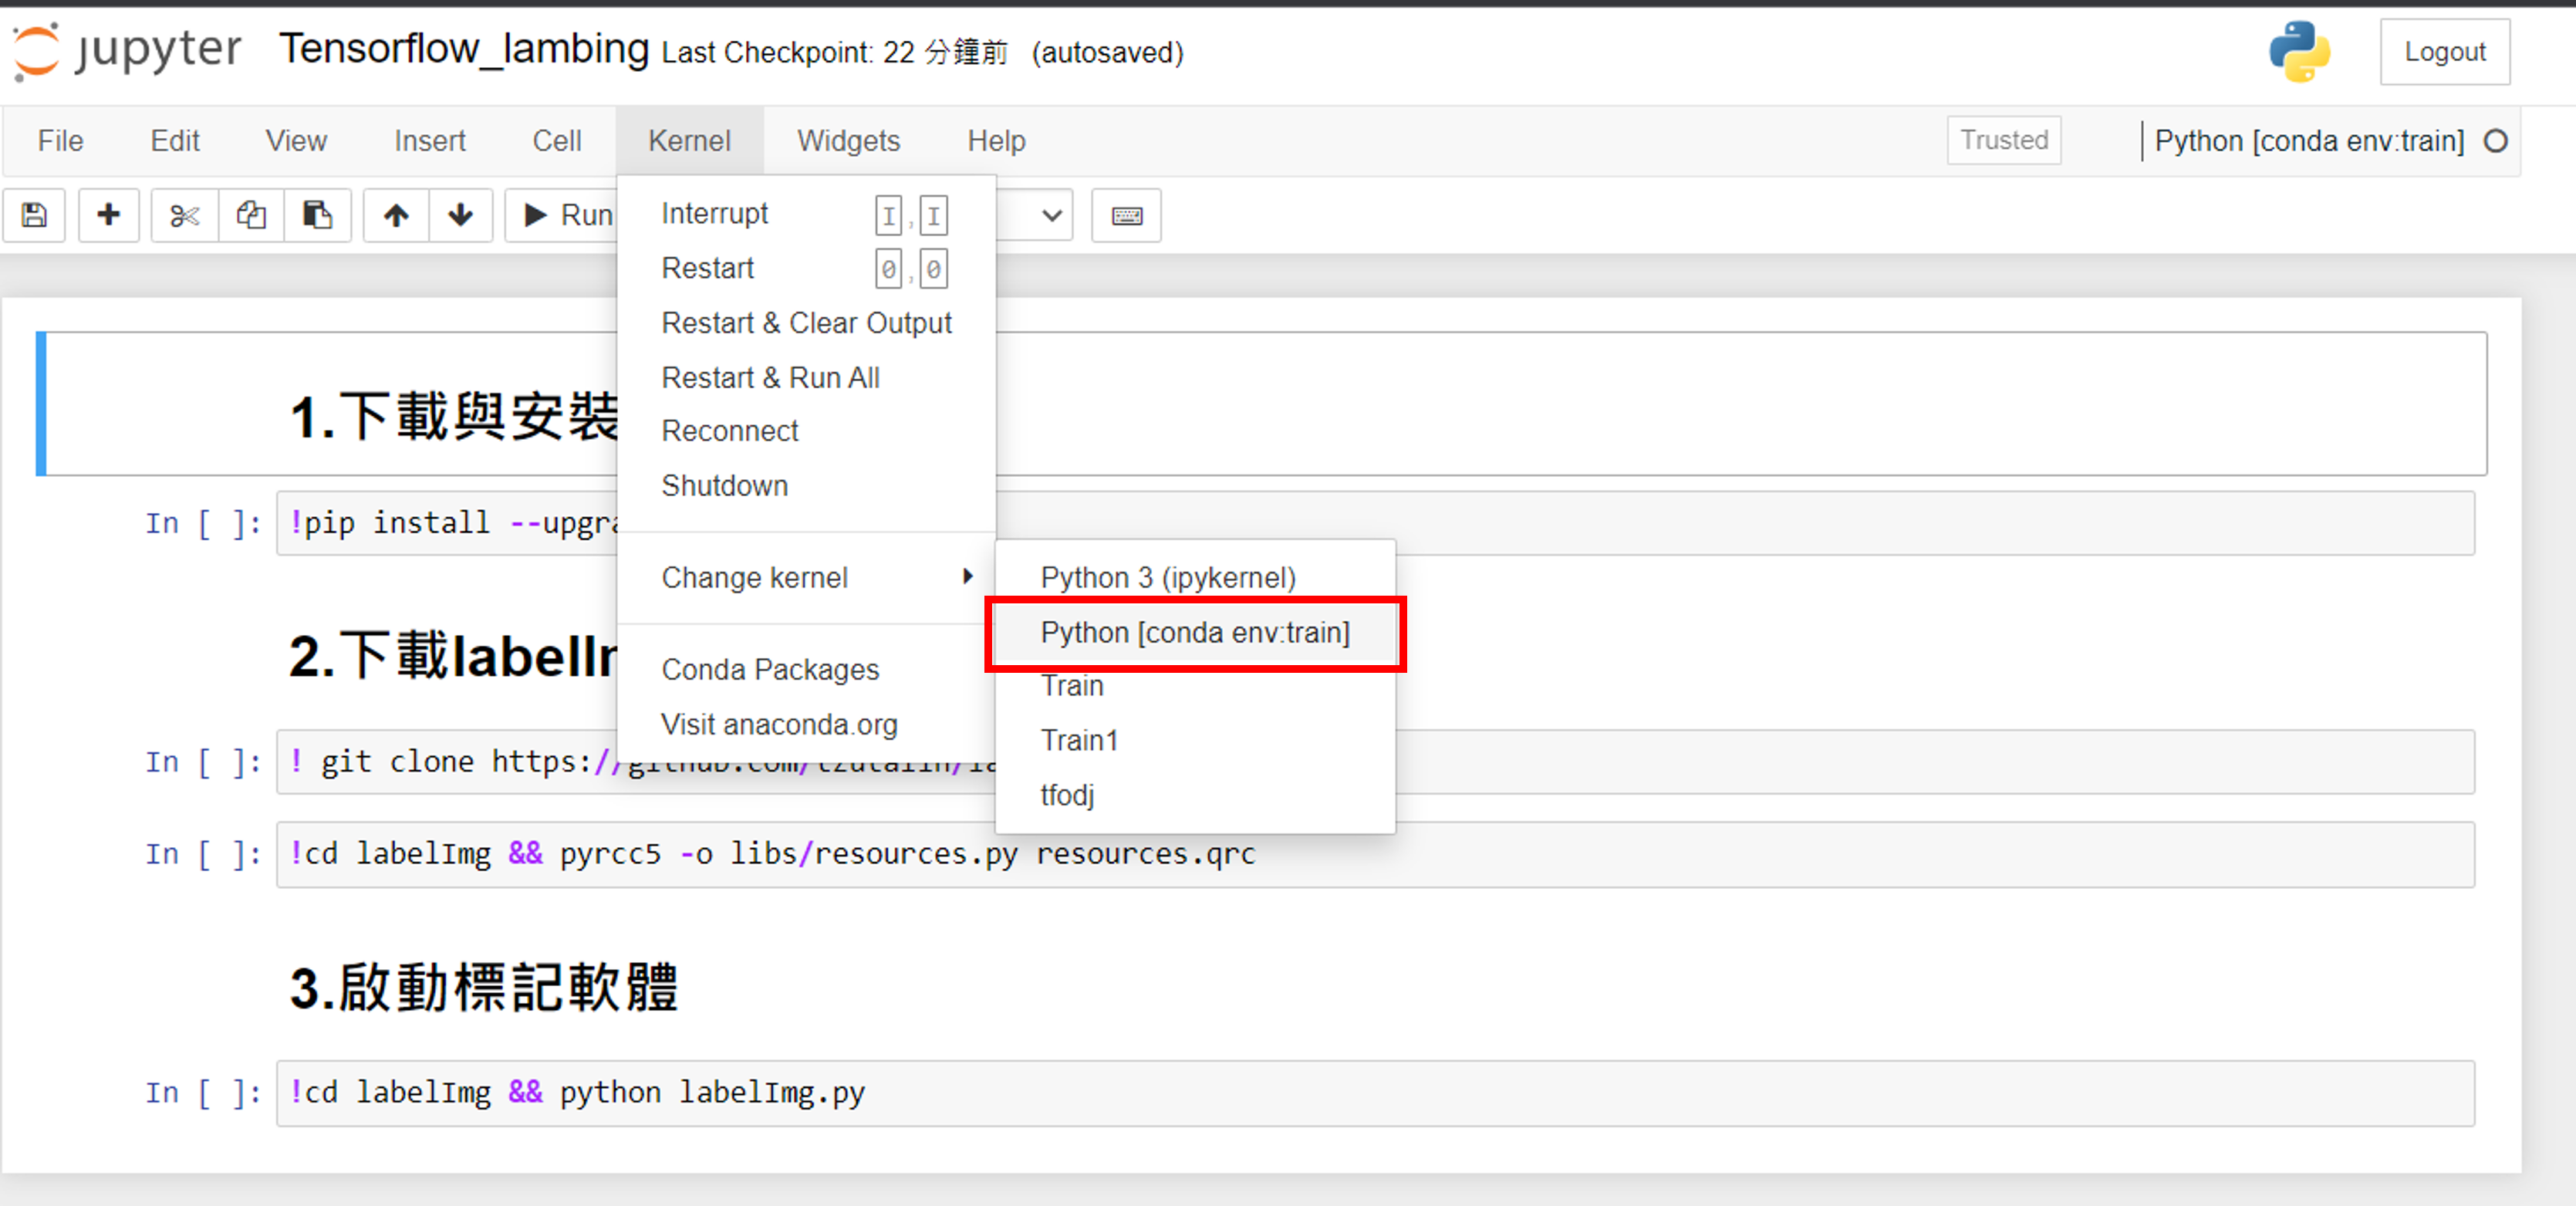 jupyter Tensorflow_lambing Last Checkpoint: 22 分鐘前 (autosaved) Logout
File Edit View Insert Cell Kernel Widgets Help Trusted Python [conda env:train]
Run
Interrupt I,I
Restart 0,0
Restart & Clear Output
Restart & Run All
Reconnect
Shutdown
Change kernel
Conda Packages
Visit anaconda.org
Python 3 (ipykernel)
Python [conda env:train]
Train
Train1
tfodj
1.下載與安裝
In [ ]: !pip install --upgra
2.下載labelIm
In [ ]: ! git clone https://github.com/tzutalin/la
In [ ]: !cd labelImg && pyrcc5 -o libs/resources.py resources.qrc
3.啟動標記軟體
In [ ]: !cd labelImg && python labelImg.py